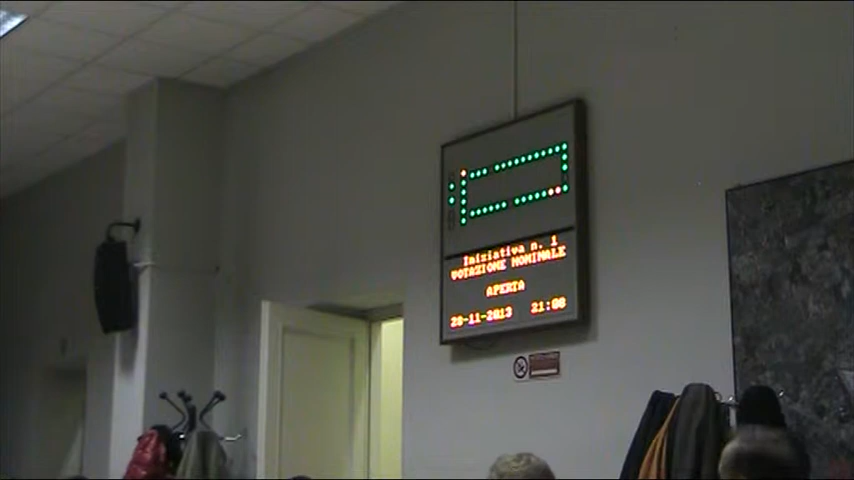 Iniziativa n. 1
VOTAZIONE NOMINALE
APERTA
28-11-2013 21:08